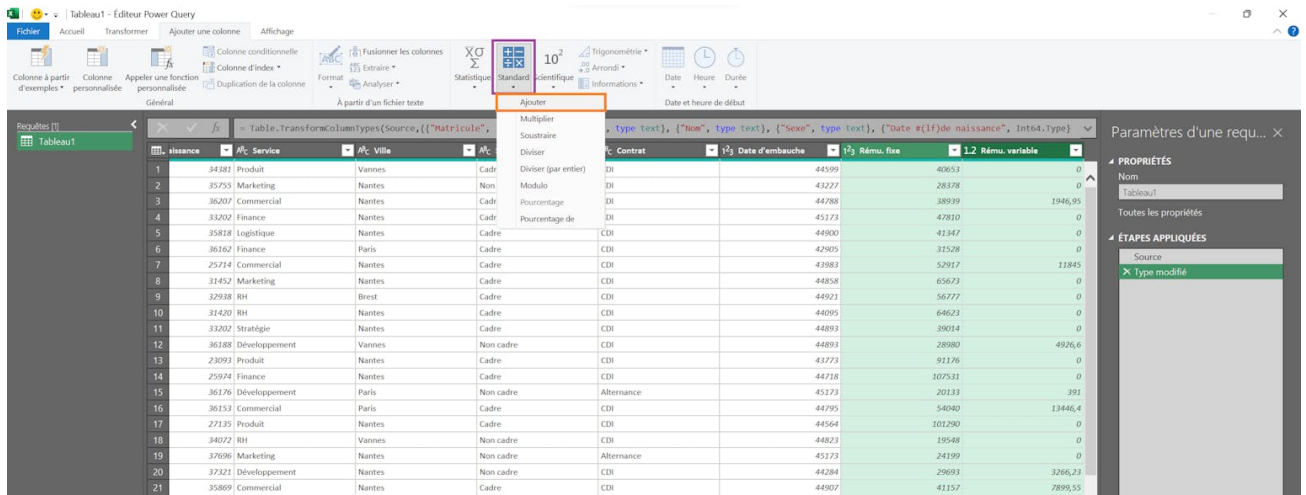 Tableau1 - Éditeur Power Query
Fichier Accueil Transformer Ajouter une colonne Affichage
Colonne à partir d'exemples
Colonne personnalisée
Appeler une fonction personnalisée
Colonne conditionnelle
Colonne d'index
Duplication de la colonne
Général
Format
Fusionner les colonnes
Extraire
Analyser
À partir d'un fichier texte
Statistique
Standard
Scientifique
Trigonométrie
Arrondi
Informations
Date
Heure
Durée
Date et heure de début
Ajouter
Multiplier
Soustraire
Diviser
Diviser (par entier)
Modulo
Pourcentage
Pourcentage de
Requêtes [1]
Tableau1
= Table.TransformColumnTypes(Source,{{"Matricule", , type text}, {"Nom", type text}, {"Sexe", type text}, {"Date #(lf)de naissance", Int64.Type}
aissance Service Ville Contrat Date d'embauche Rému. fixe Rému. variable
1 34381 Produit Vannes Cadr DI 44599 40653 0
2 35755 Marketing Nantes Non DI 43227 28378 0
3 36207 Commercial Nantes Cadr DI 44788 38939 1946,95
4 33202 Finance Nantes Cadr DI 45173 47810 0
5 35818 Logistique Nantes Cadre CDI 44900 41347 0
6 36162 Finance Paris Cadre CDI 42905 31528 0
7 25714 Commercial Nantes Cadre CDI 43983 52917 11845
8 31452 Marketing Nantes Cadre CDI 44858 65673 0
9 32938 RH Brest Cadre CDI 44921 56777 0
10 31420 RH Nantes Cadre CDI 44095 64623 0
11 33202 Stratégie Nantes Cadre CDI 44893 39014 0
12 36188 Développement Vannes Non cadre CDI 44893 28980 4926,6
13 23093 Produit Nantes Cadre CDI 43773 91176 0
14 25974 Finance Nantes Cadre CDI 44718 107531 0
15 36176 Développement Paris Non cadre Alternance 45173 20133 391
16 36153 Commercial Paris Cadre CDI 44795 54040 13446,4
17 27135 Produit Nantes Cadre CDI 44564 101290 0
18 34072 RH Vannes Non cadre CDI 44823 19548 0
19 37696 Marketing Nantes Non cadre Alternance 45173 24199 0
20 37321 Développement Nantes Non cadre CDI 44284 29693 3266,23
21 35869 Commercial Nantes Cadre CDI 44907 41157 7899,55
Paramètres d'une requ...
PROPRIÉTÉS
Nom
Tableau1
Toutes les propriétés
ÉTAPES APPLIQUÉES
Source
Type modifié